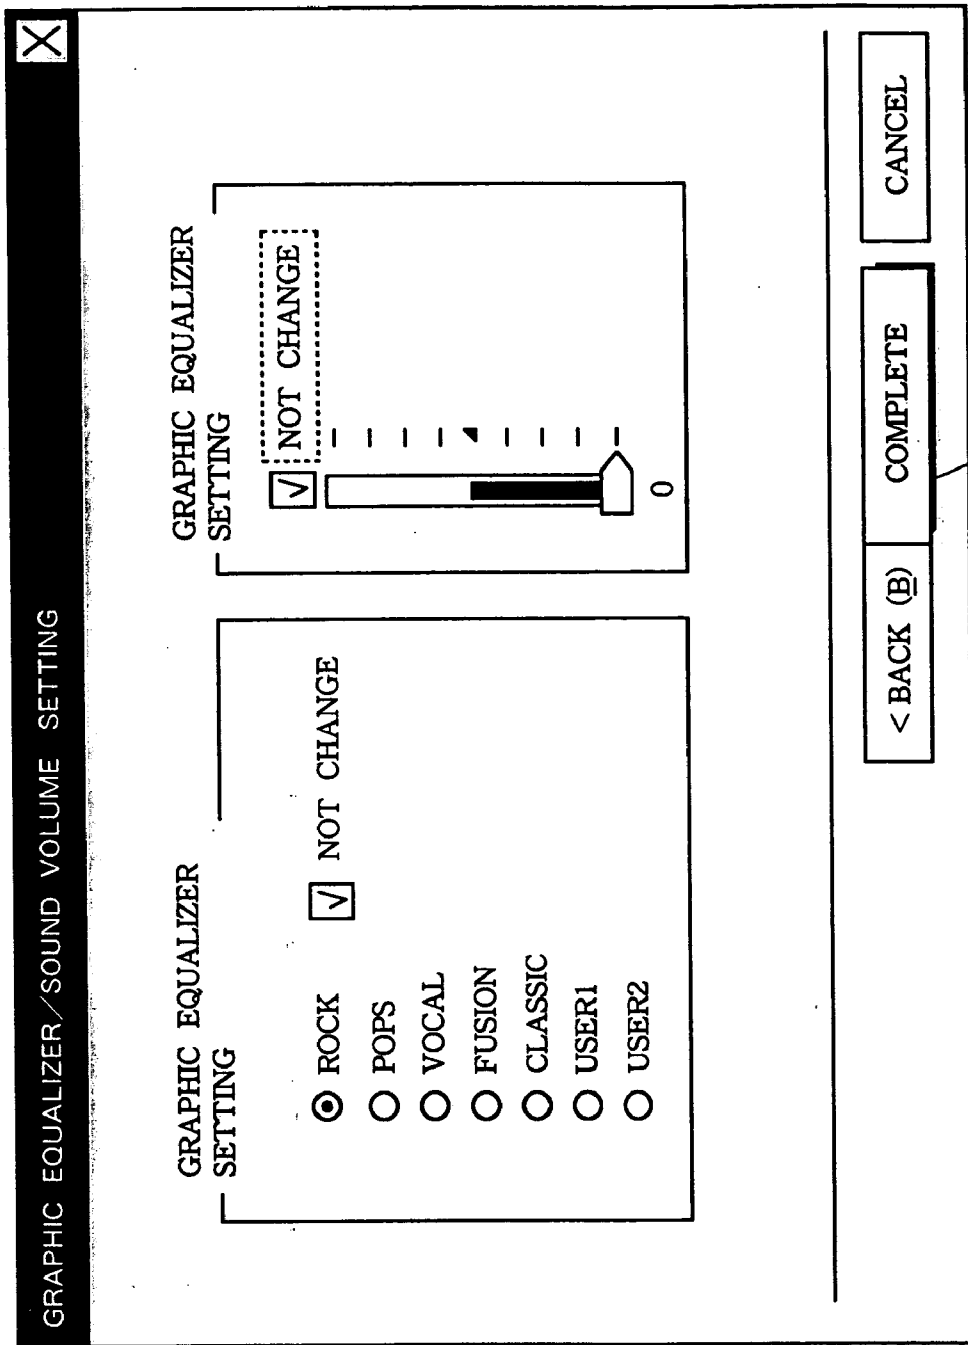 GRAPHIC EQUALIZER/SOUND VOLUME SETTING
GRAPHIC EQUALIZER
SETTING
ROCK
NOT CHANGE
POPS
VOCAL
FUSION
CLASSIC
USER1
USER2
GRAPHIC EQUALIZER
SETTING
NOT CHANGE
0
< BACK (B)
COMPLETE
CANCEL